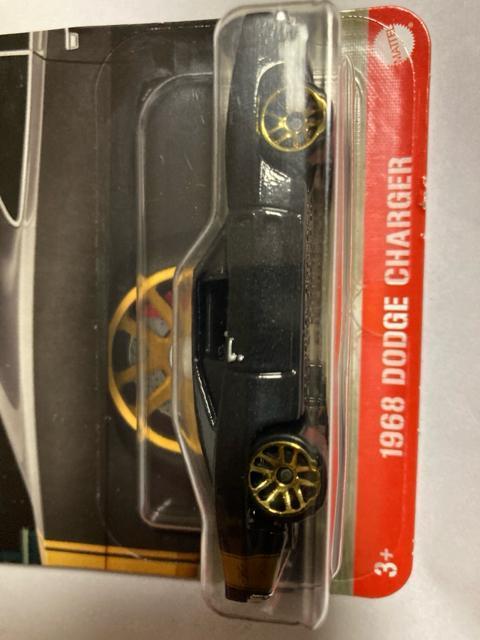 MATTEL
1968 DODGE CHARGER
3+